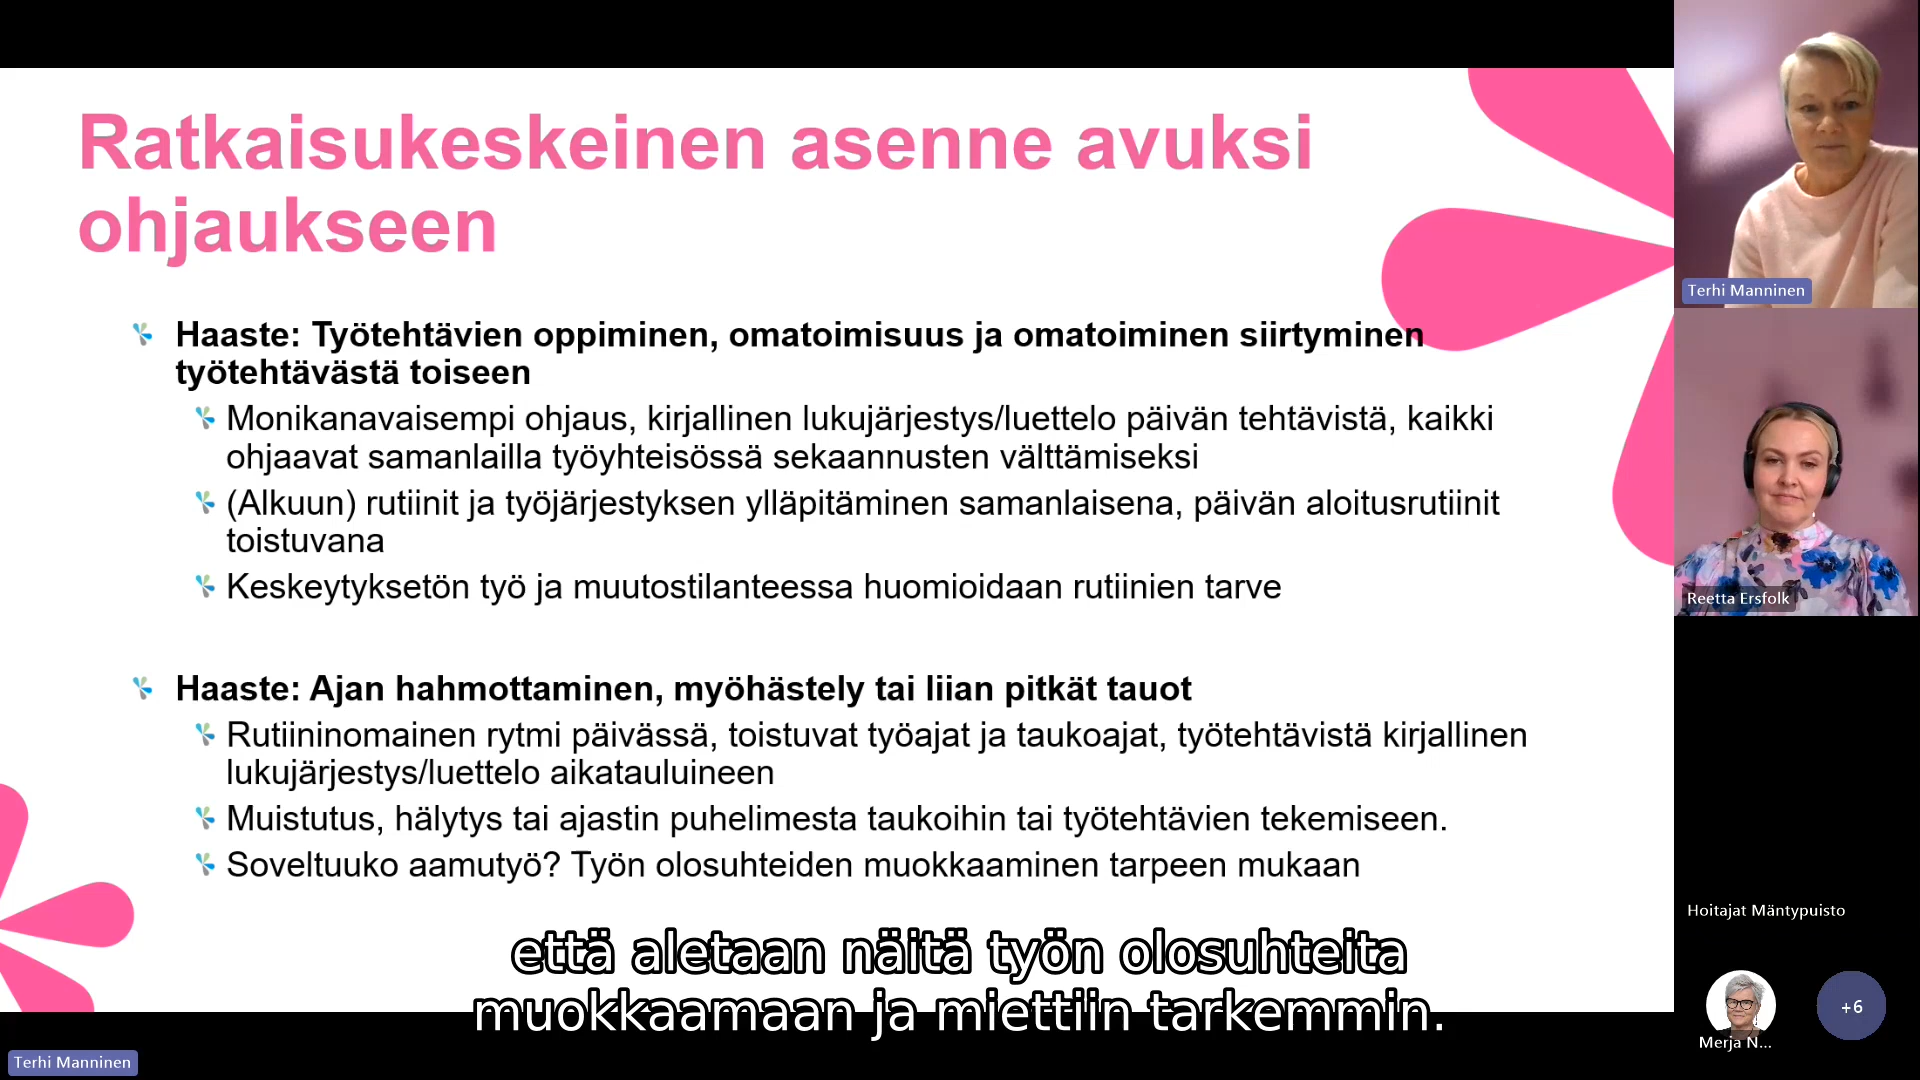 Ratkaisukeskeinen asenne avuksi
ohjaukseen
Haaste: Työtehtävien oppiminen, omatoimisuus ja omatoiminen siirtyminen
työtehtävästä toiseen
Monikanavaisempi ohjaus, kirjallinen lukujärjestys/luettelo päivän tehtävistä, kaikki
ohjaavat samanlailla työyhteisössä sekaannusten välttämiseksi
(Alkuun) rutiinit ja työjärjestyksen ylläpitäminen samanlaisena, päivän aloitusrutiinit
toistuvana
Keskeytyksetön työ ja muutostilanteessa huomioidaan rutiinien tarve
Haaste: Ajan hahmottaminen, myöhästely tai liian pitkät tauot
Rutiininomainen rytmi päivässä, toistuvat työajat ja taukoajat, työtehtävistä kirjallinen
lukujärjestys/luettelo aikatauluineen
Muistutus, hälytys tai ajastin puhelimesta taukoihin tai työtehtävien tekemiseen.
Soveltuuko aamutyö? Työn olosuhteiden muokkaaminen tarpeen mukaan
että aletaan näitä työn olosuhteita
muokkaamaan ja miettiin tarkemmin.
Terhi Manninen
Terhi Manninen
Reetta Ersfolk
Hoitajat Mäntypuisto
+6
Merja N...